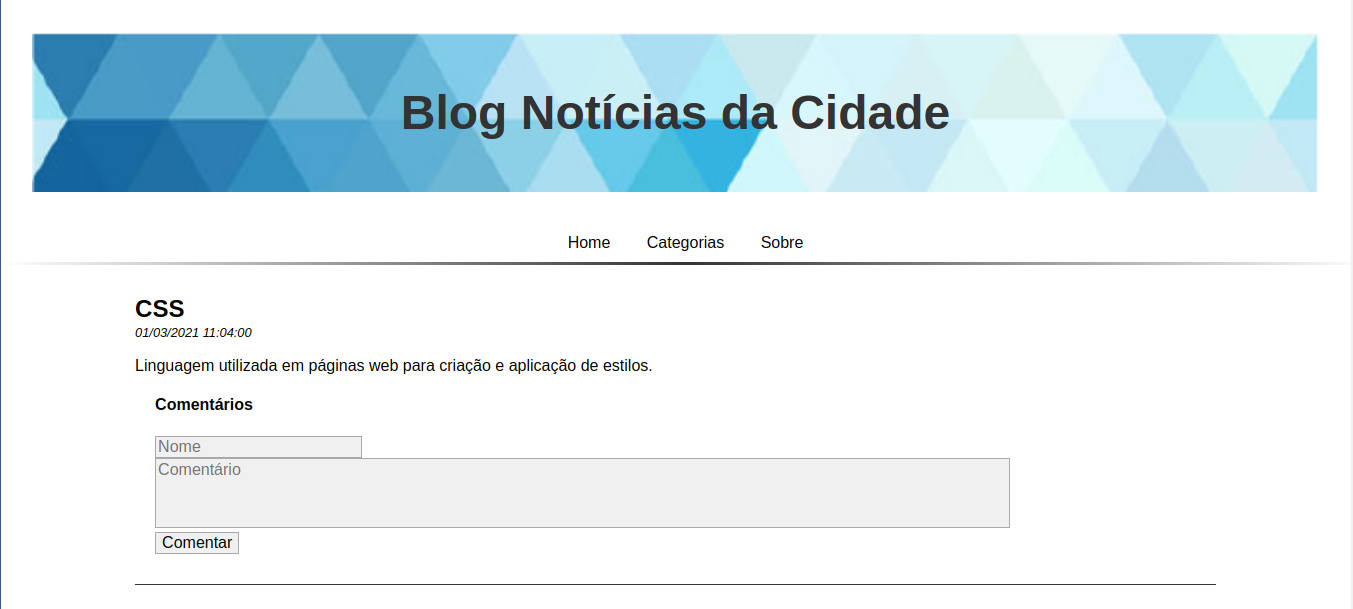 Blog Notícias da Cidade
Home Categorias Sobre
CSS
01/03/2021 11:04:00
Linguagem utilizada em páginas web para criação e aplicação de estilos.
Comentários
Nome
Comentário
Comentar